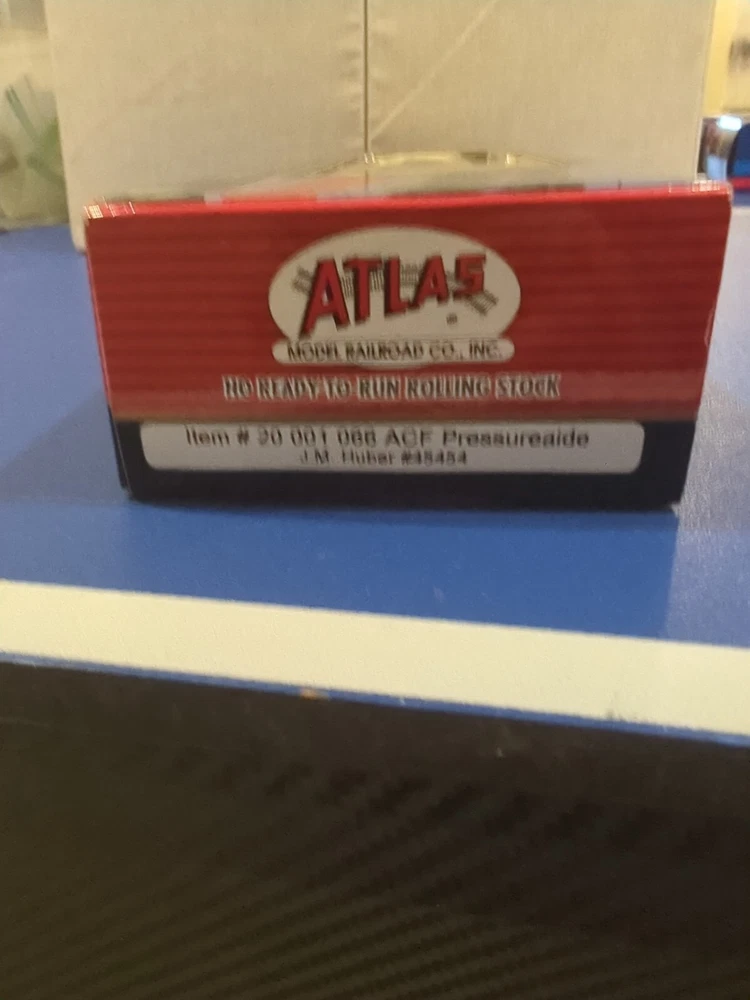 ATLAS
MODEL RAILROAD CO., INC.
HO READY TO RUN ROLLING STOCK
Item # 20 001 066 ACF Pressureaide
J.M. Huber #45454